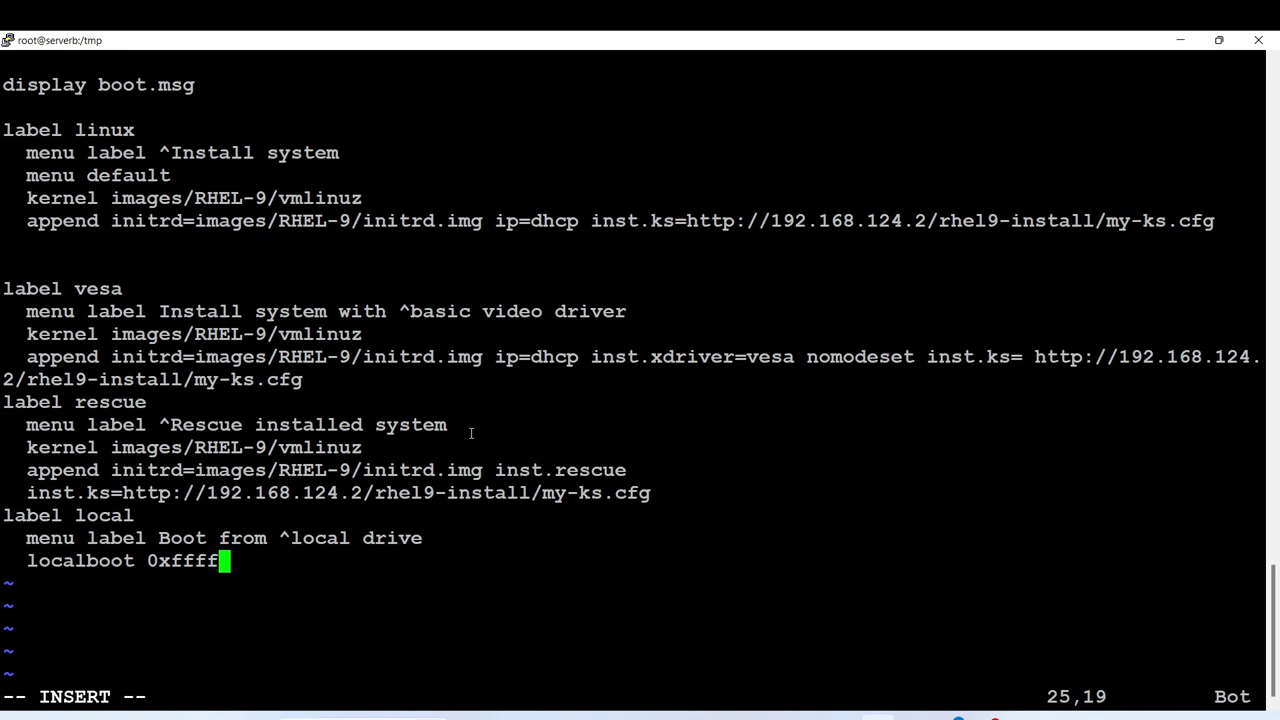 root@serverb:/tmp
display boot.msg
label linux
  menu label ^Install system
  menu default
  kernel images/RHEL-9/vmlinuz
  append initrd=images/RHEL-9/initrd.img ip=dhcp inst.ks=http://192.168.124.2/rhel9-install/my-ks.cfg
label vesa
  menu label Install system with ^basic video driver
  kernel images/RHEL-9/vmlinuz
  append initrd=images/RHEL-9/initrd.img ip=dhcp inst.xdriver=vesa nomodeset inst.ks= http://192.168.124.
2/rhel9-install/my-ks.cfg
label rescue
  menu label ^Rescue installed system
  kernel images/RHEL-9/vmlinuz
  append initrd=images/RHEL-9/initrd.img inst.rescue
  inst.ks=http://192.168.124.2/rhel9-install/my-ks.cfg
label local
  menu label Boot from ^local drive
  localboot 0xffff
~
~
~
~
~
-- INSERT -- 25,19 Bot